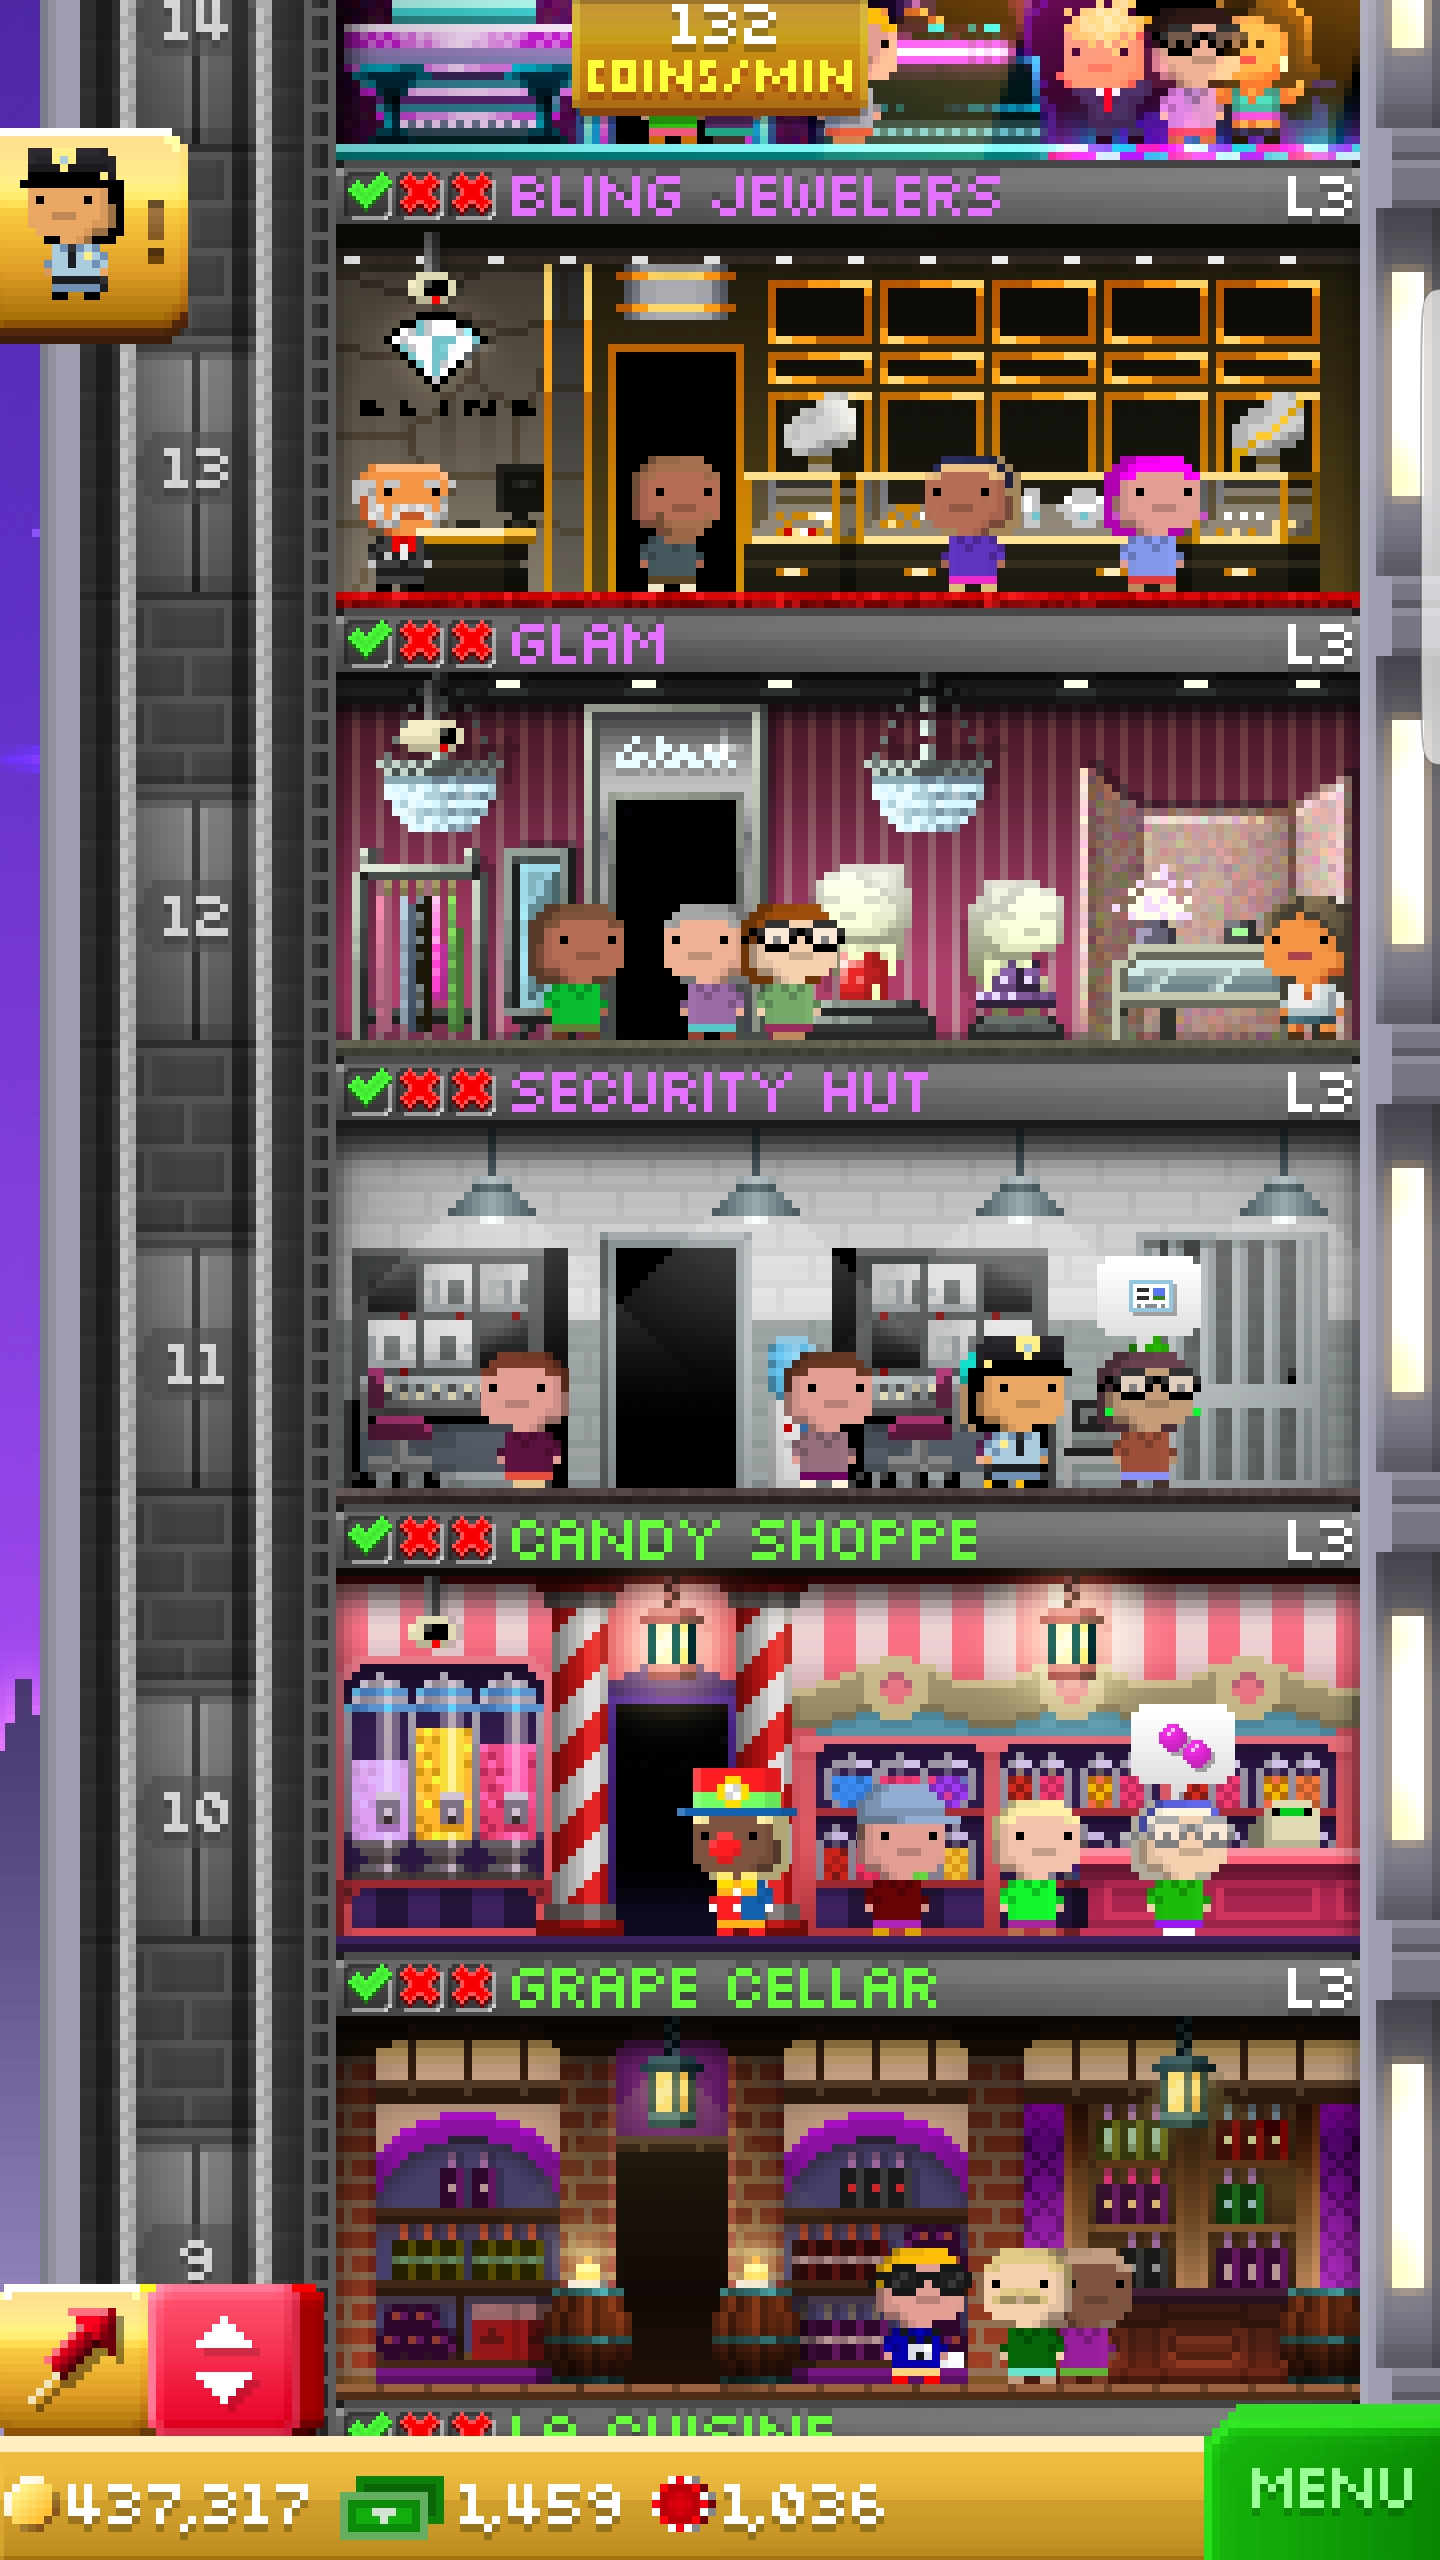 14
132
COINS/MIN
BLING JEWELERS L3
!
BLING
13
GLAM L3
Glam
12
SECURITY HUT L3
11
CANDY SHOPPE L3
10
GRAPE CELLAR L3
9
LA CUISINE
437,317 1,459 1,036
MENU